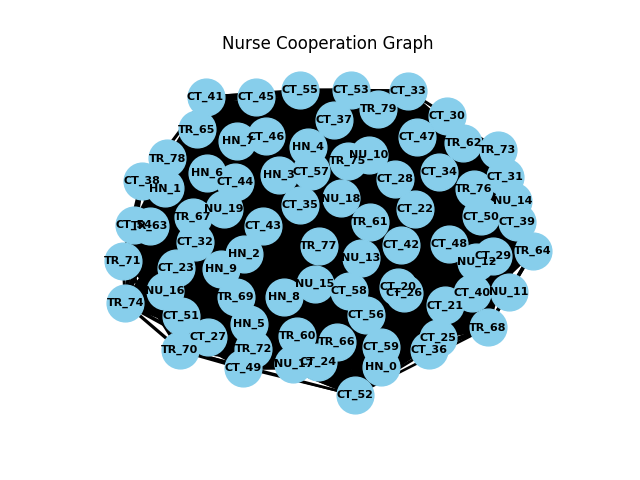 Nurse Cooperation Graph
CT_55
CT_53
CT_33
CT_41
CT_45
TR_79
CT_30
CT_37
TR_65
CT_46
CT_47
HN_7
TR_62
HN_4
TR_73
NU_10
TR_78
TR_75
CT_57
CT_34
HN_6
HN_3
CT_31
CT_28
CT_38
CT_44
HN_1
TR_76
NU_18
NU_14
CT_35
NU_19
CT_22
TR_67
CT_50
TR_61
CT_39
TR_63
CT_43
CT_32
CT_48
CT_42
TR_77
TR_64
HN_2
CT_29
NU_13
TR_71
NU_12
CT_23
HN_9
NU_15
CT_20
NU_16
CT_58
CT_26
CT_40
NU_11
TR_69
HN_8
TR_74
CT_21
CT_51
CT_56
HN_5
TR_68
TR_60
CT_27
CT_25
TR_66
CT_59
TR_72
TR_70
CT_36
CT_24
NU_17
HN_0
CT_49
CT_52